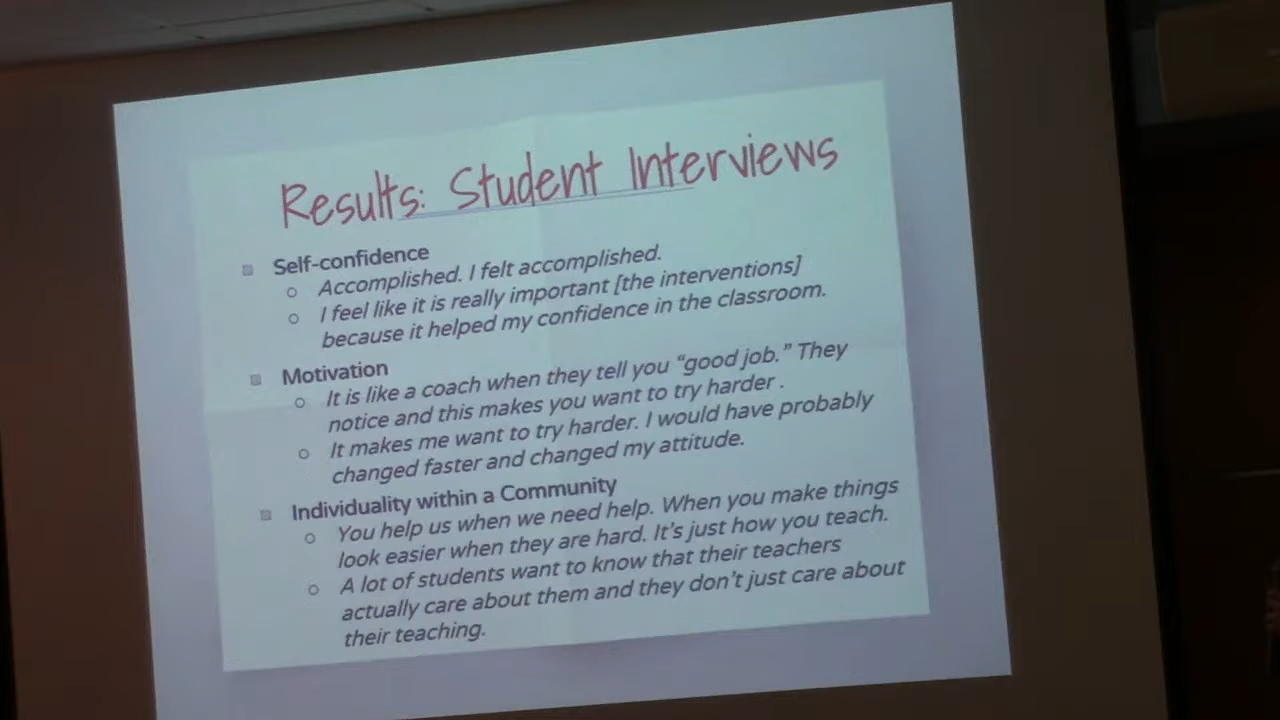 Results: Student Interviews
Self-confidence
Accomplished. I felt accomplished.
I feel like it is really important [the interventions]
because it helped my confidence in the classroom.
Motivation
It is like a coach when they tell you “good job.” They
notice and this makes you want to try harder .
It makes me want to try harder. I would have probably
changed faster and changed my attitude.
Individuality within a Community
You help us when we need help. When you make things
look easier when they are hard. It’s just how you teach.
A lot of students want to know that their teachers
actually care about them and they don’t just care about
their teaching.